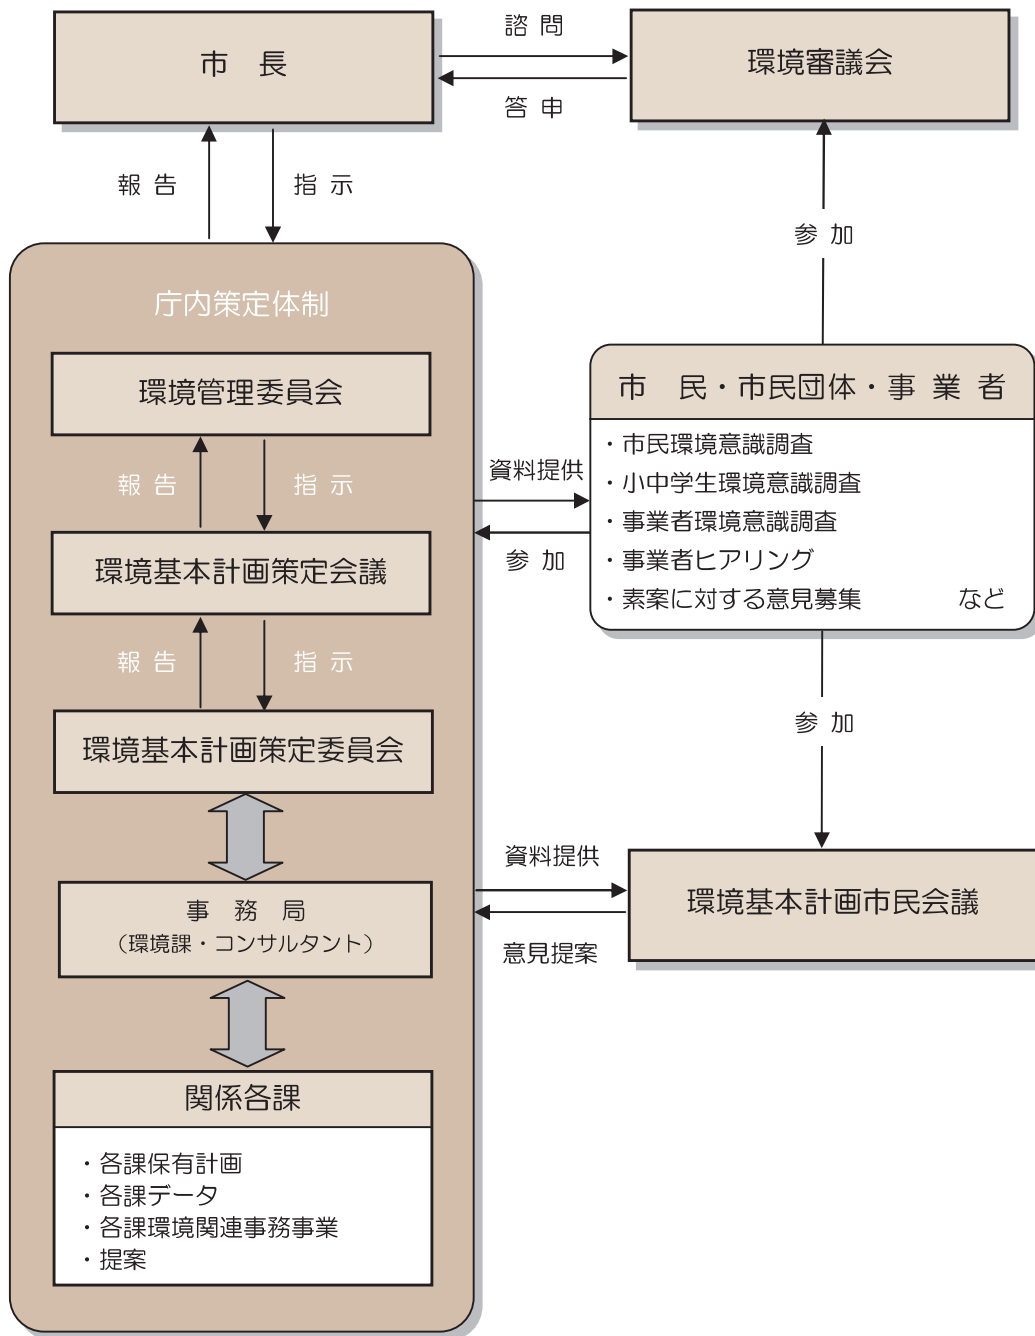 市　長
諮 問
答 申
環境審議会
報 告
指 示
参 加
庁内策定体制
環境管理委員会
報 告
指 示
環境基本計画策定会議
報 告
指 示
環境基本計画策定委員会
事　務　局
（環境課・コンサルタント）
関係各課
・各課保有計画
・各課データ
・各課環境関連事務事業
・提案
資料提供
参 加
市　民・市民団体・事 業 者
・市民環境意識調査
・小中学生環境意識調査
・事業者環境意識調査
・事業者ヒアリング
・素案に対する意見募集　　　　など
参 加
資料提供
意見提案
環境基本計画市民会議